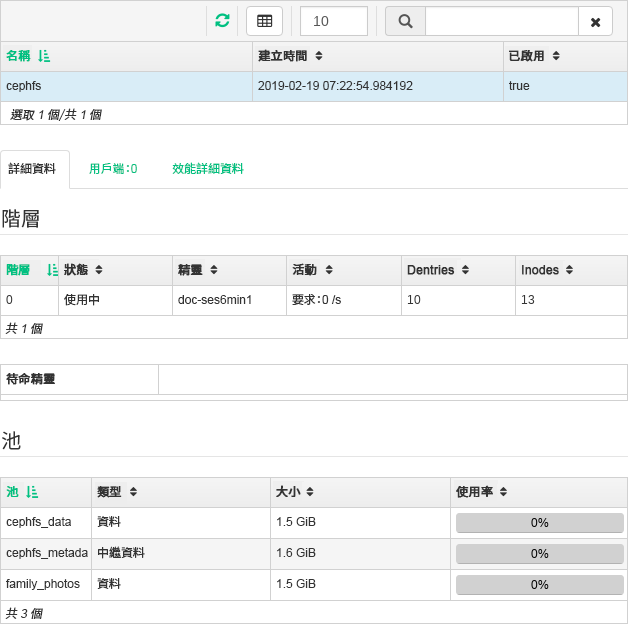 10
名稱 建立時間 已啟用
cephfs 2019-02-19 07:22:54.984192 true
選取 1 個/共 1 個
詳細資料 用戶端：0 效能詳細資料
階層
階層 狀態 精靈 活動 Dentries Inodes
0 使用中 doc-ses6min1 要求：0 /s 10 13
共 1 個
待命精靈
池
池 類型 大小 使用率
cephfs_data 資料 1.5 GiB 0%
cephfs_metada 中繼資料 1.6 GiB 0%
family_photos 資料 1.5 GiB 0%
共 3 個